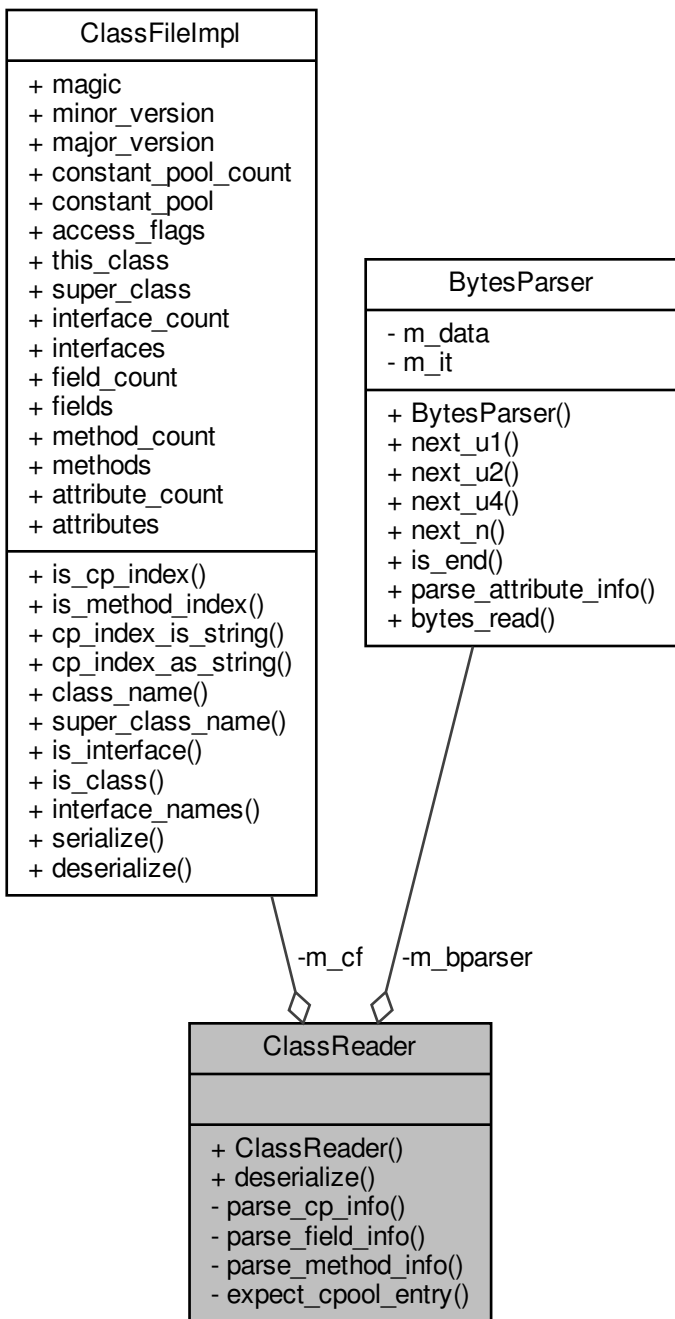 ClassFileImpl
+ magic
+ minor_version
+ major_version
+ constant_pool_count
+ constant_pool
+ access_flags
+ this_class
+ super_class
+ interface_count
+ interfaces
+ field_count
+ fields
+ method_count
+ methods
+ attribute_count
+ attributes
+ is_cp_index()
+ is_method_index()
+ cp_index_is_string()
+ cp_index_as_string()
+ class_name()
+ super_class_name()
+ is_interface()
+ is_class()
+ interface_names()
+ serialize()
+ deserialize()
BytesParser
- m_data
- m_it
+ BytesParser()
+ next_u1()
+ next_u2()
+ next_u4()
+ next_n()
+ is_end()
+ parse_attribute_info()
+ bytes_read()
-m_cf
-m_bparser
ClassReader
+ ClassReader()
+ deserialize()
- parse_cp_info()
- parse_field_info()
- parse_method_info()
- expect_cpool_entry()